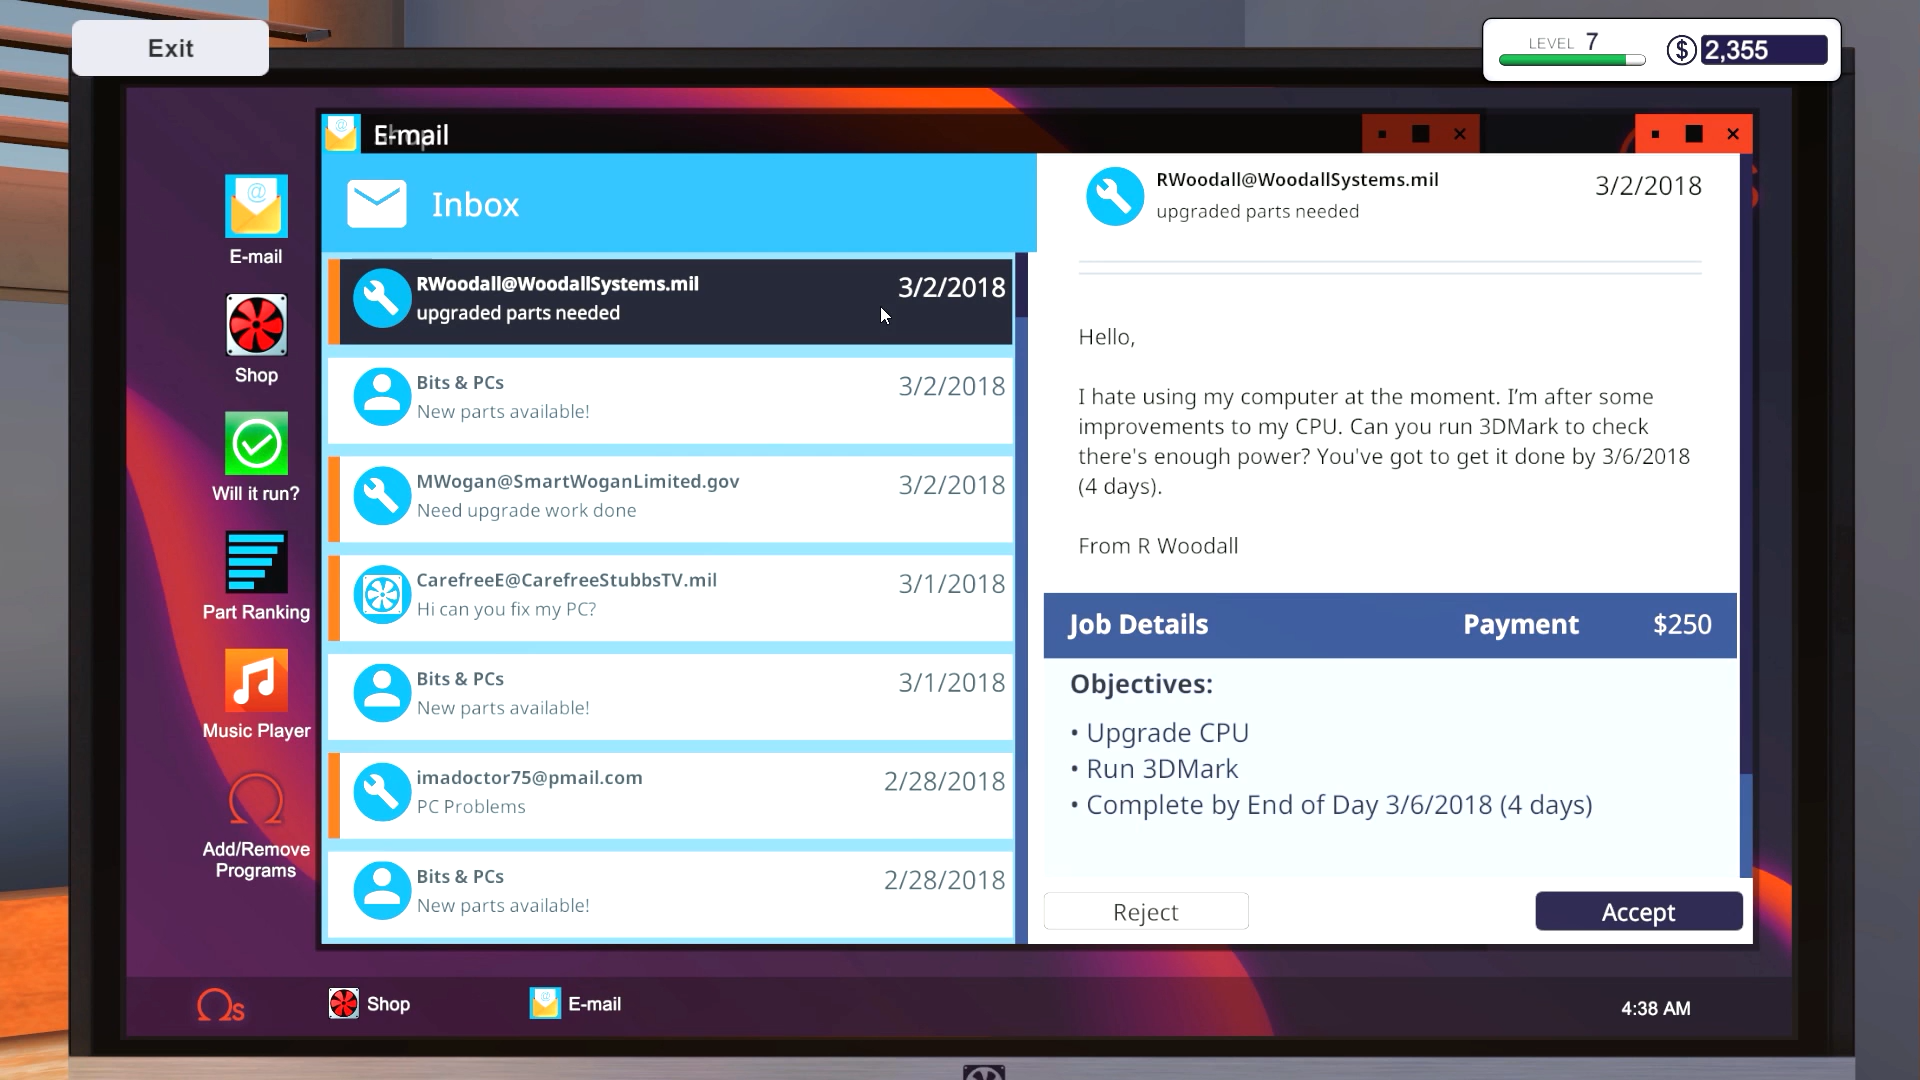 Exit
LEVEL 7
$ 2,355
E-mail
Inbox
RWoodall@WoodallSystems.mil
upgraded parts needed
3/2/2018
Bits & PCs
New parts available!
3/2/2018
MWogan@SmartWoganLimited.gov
Need upgrade work done
3/2/2018
CarefreeE@CarefreeStubbsTV.mil
Hi can you fix my PC?
3/1/2018
Bits & PCs
New parts available!
3/1/2018
imadoctor75@pmail.com
PC Problems
2/28/2018
Bits & PCs
New parts available!
2/28/2018
RWoodall@WoodallSystems.mil
upgraded parts needed
3/2/2018
Hello,
I hate using my computer at the moment. I’m after some
improvements to my CPU. Can you run 3DMark to check
there's enough power? You've got to get it done by 3/6/2018
(4 days).
From R Woodall
Job Details
Payment
$250
Objectives:
• Upgrade CPU
• Run 3DMark
• Complete by End of Day 3/6/2018 (4 days)
Reject
Accept
E-mail
Shop
Will it run?
Part Ranking
Music Player
Add/Remove
Programs
Ωs
Shop
E-mail
4:38 AM